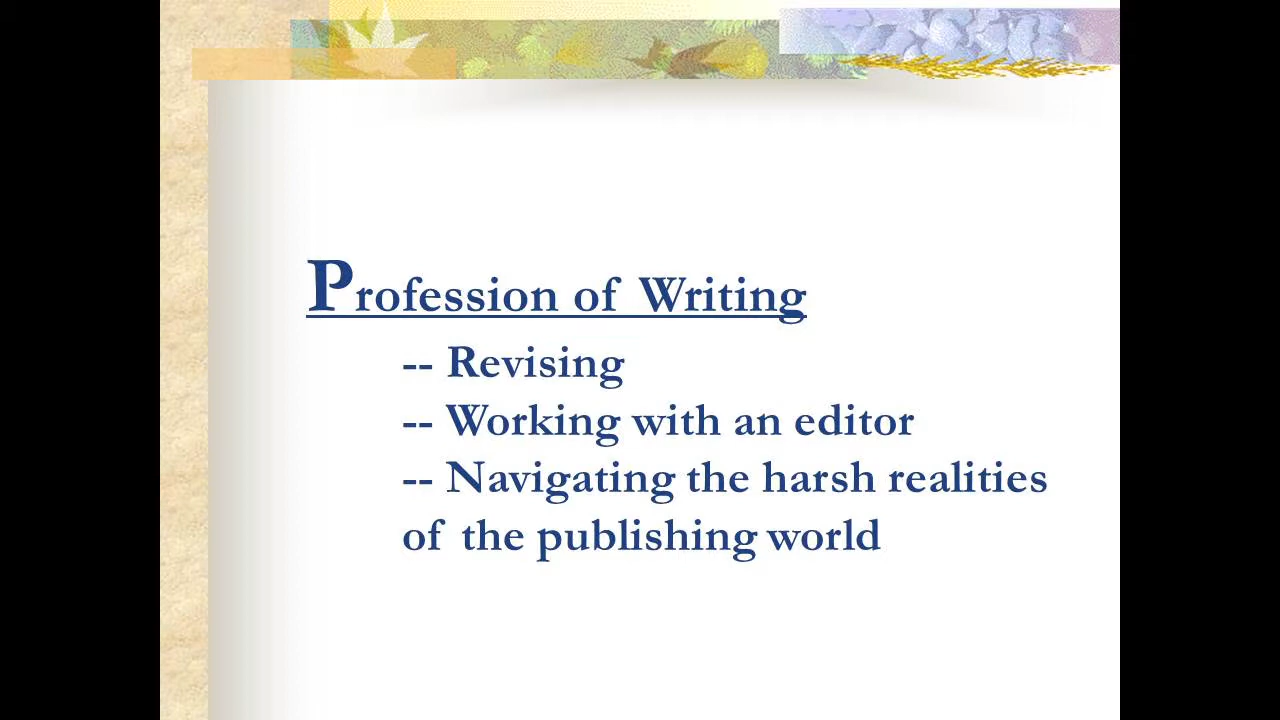 Profession of Writing
-- Revising
-- Working with an editor
-- Navigating the harsh realities
of the publishing world